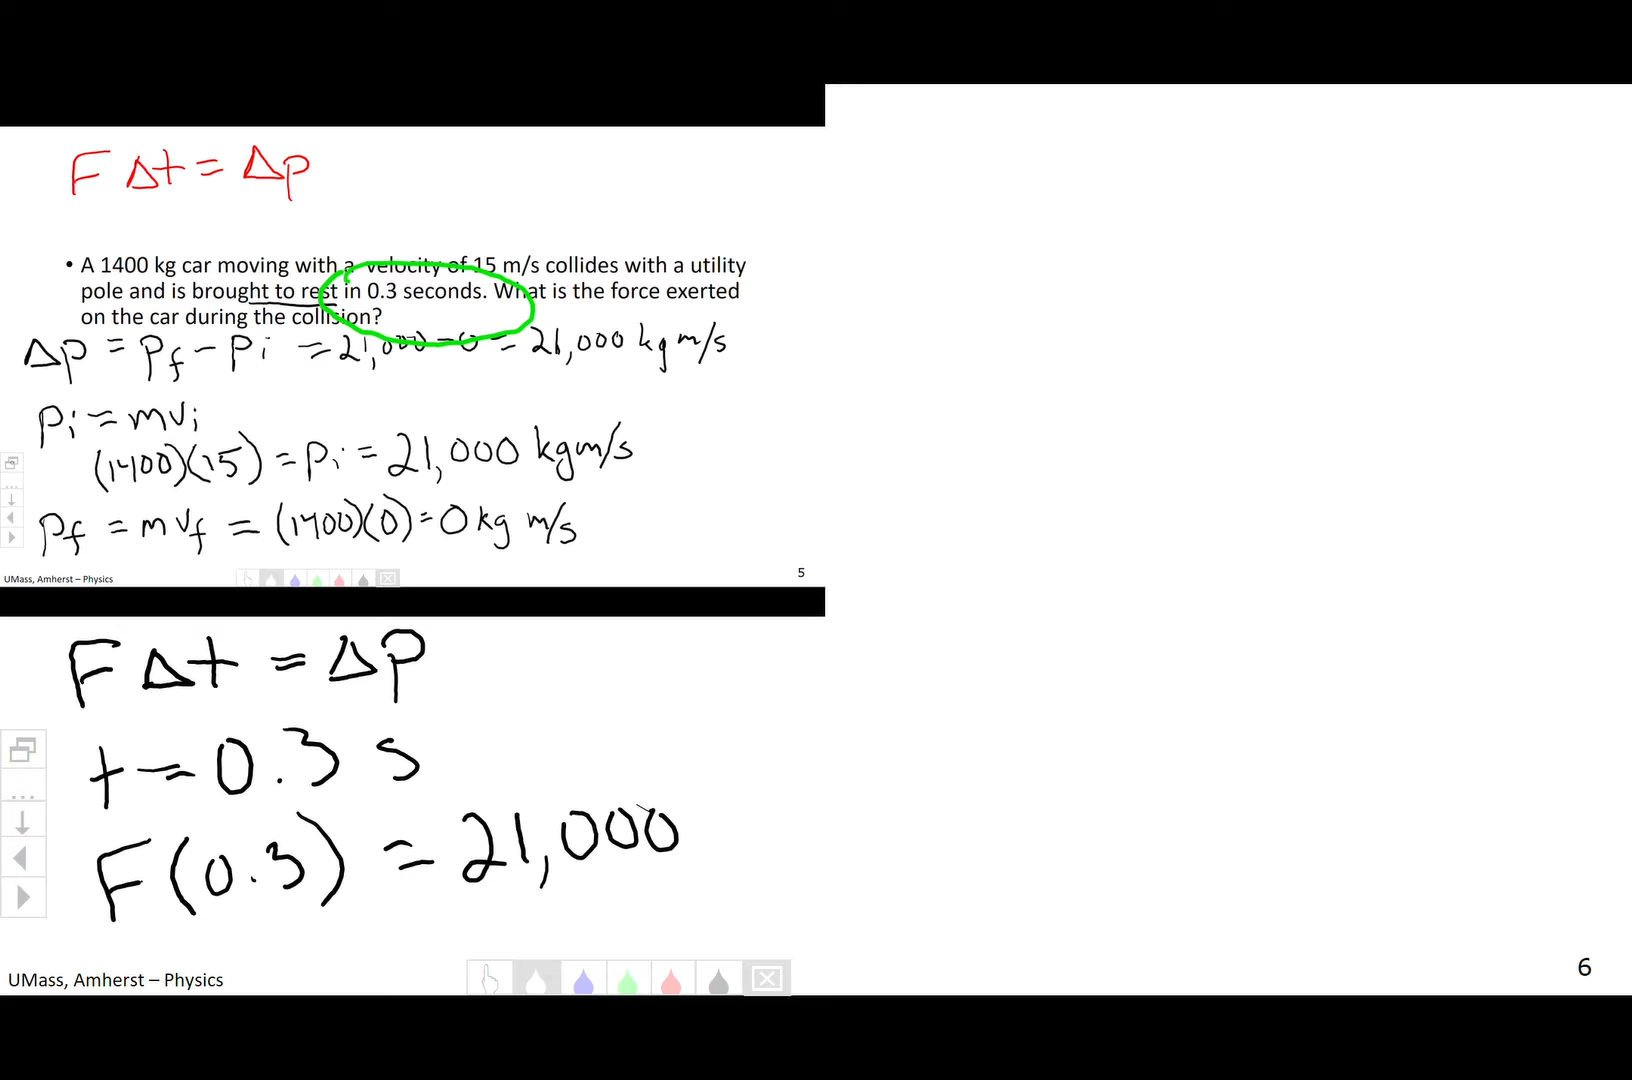 F Δt = Δp
• A 1400 kg car moving with a velocity of 15 m/s collides with a utility
pole and is brought to rest in 0.3 seconds. What is the force exerted
on the car during the collision?
Δp = pf - pi = 21,000 - 0 = 21,000 kg m/s
pi = mvi
(1400)(15) = pi = 21,000 kgm/s
pf = mvf = (1400)(0) = 0 kg m/s
UMass, Amherst – Physics
5
F Δt = Δp
t = 0.3 s
F(0.3) = 21,000
UMass, Amherst – Physics
6